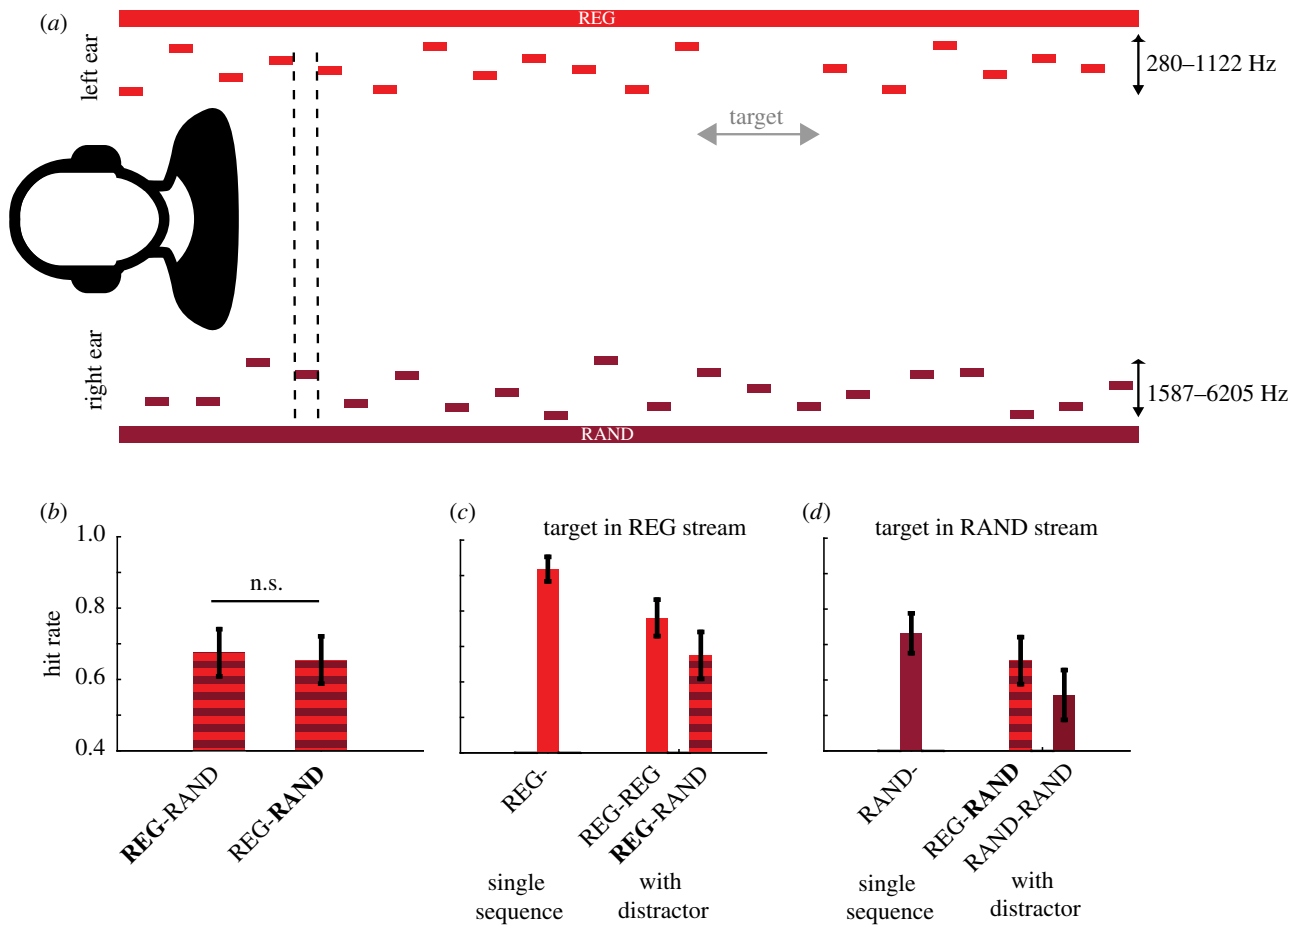 (a)
REG
left ear
280–1122 Hz
target
right ear
1587–6205 Hz
RAND
(b)
hit rate
1.0
0.8
0.6
0.4
n.s.
REG-RAND
REG-RAND
(c)
target in REG stream
REG-
REG-REG
REG-RAND
single
sequence
with
distractor
(d)
target in RAND stream
RAND-
REG-RAND
RAND-RAND
single
sequence
with
distractor